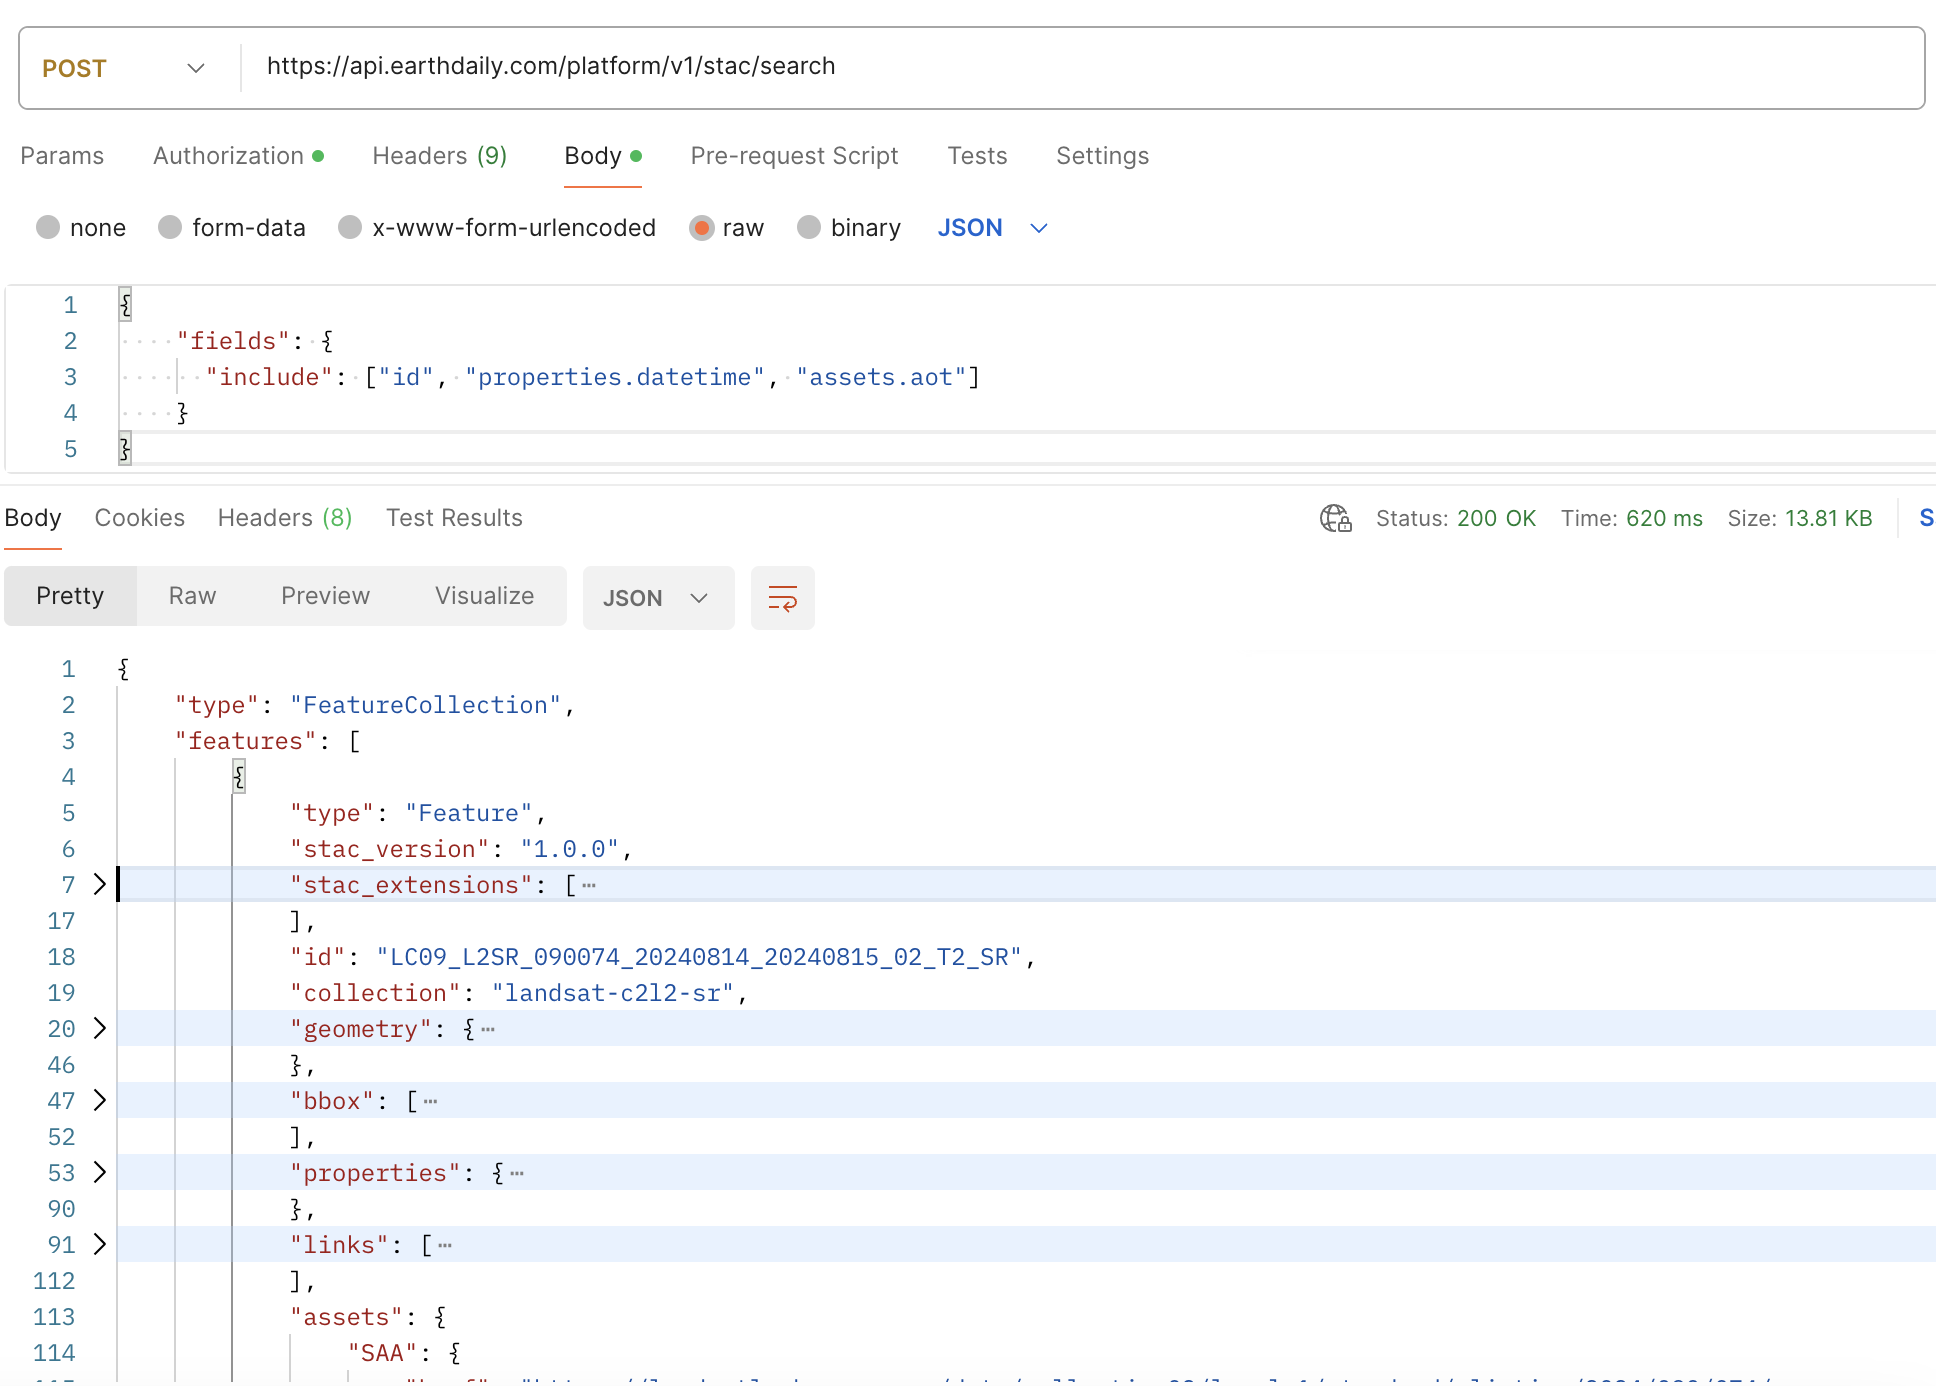 POST https://api.earthdaily.com/platform/v1/stac/search
Params Authorization Headers (9) Body Pre-request Script Tests Settings
none form-data x-www-form-urlencoded raw binary JSON
1 {
2 "fields": {
3 "include": ["id", "properties.datetime", "assets.aot"]
4 }
5 }
Body Cookies Headers (8) Test Results Status: 200 OK Time: 620 ms Size: 13.81 KB S
Pretty Raw Preview Visualize JSON
1 {
2 "type": "FeatureCollection",
3 "features": [
4 {
5 "type": "Feature",
6 "stac_version": "1.0.0",
7 "stac_extensions": [ ⋯
17 ],
18 "id": "LC09_L2SR_090074_20240814_20240815_02_T2_SR",
19 "collection": "landsat-c2l2-sr",
20 "geometry": { ⋯
46 },
47 "bbox": [ ⋯
52 ],
53 "properties": { ⋯
90 },
91 "links": [ ⋯
112 ],
113 "assets": {
114 "SAA": {